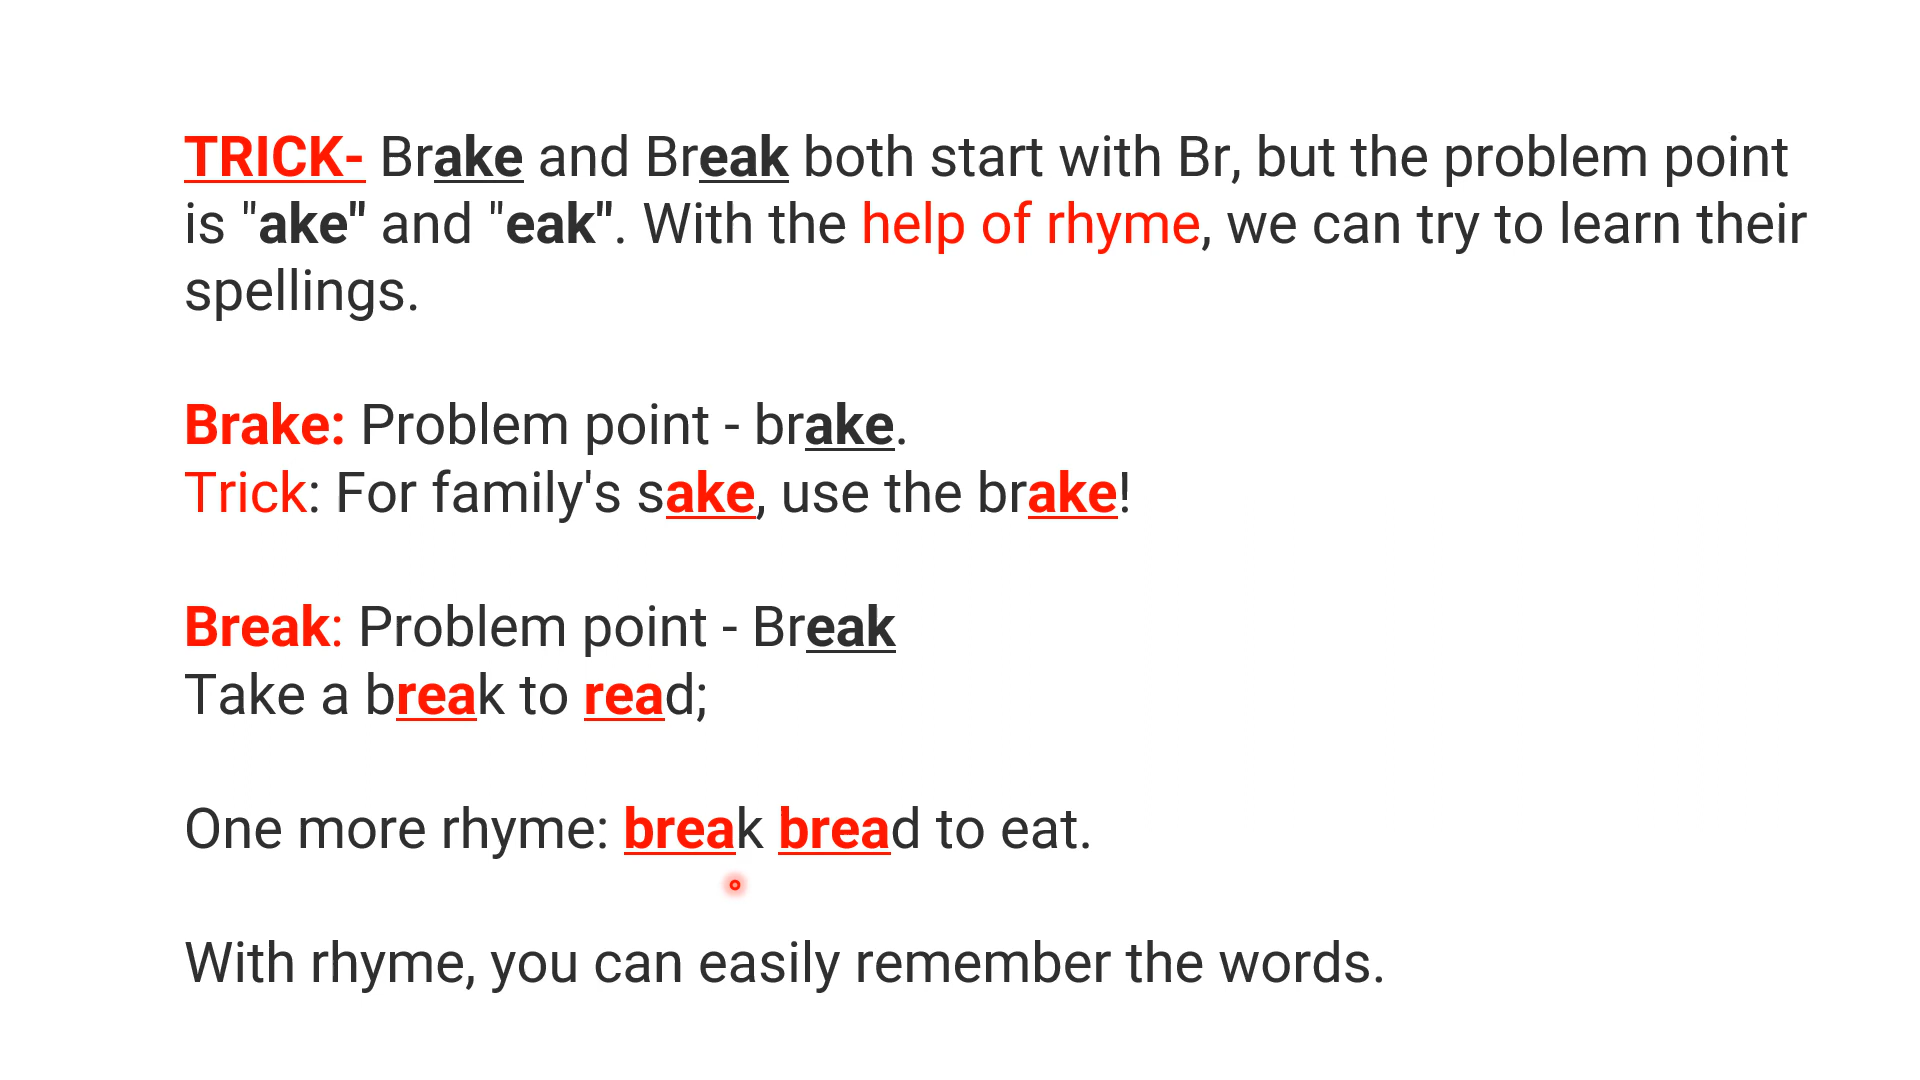 TRICK- Brake and Break both start with Br, but the problem point
is "ake" and "eak". With the help of rhyme, we can try to learn their
spellings.
Brake: Problem point - brake.
Trick: For family's sake, use the brake!
Break: Problem point - Break
Take a break to read;
One more rhyme: break bread to eat.
With rhyme, you can easily remember the words.